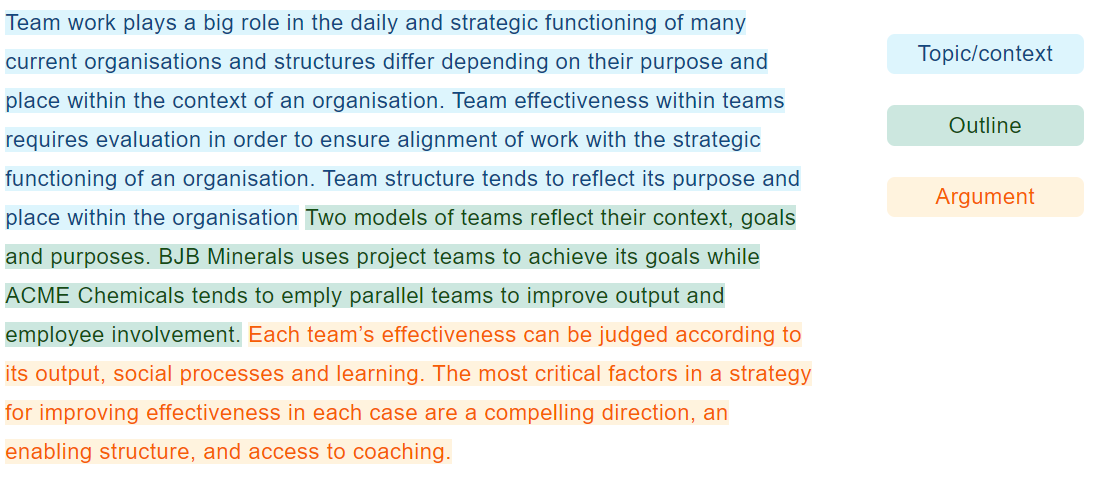 Team work plays a big role in the daily and strategic functioning of many
current organisations and structures differ depending on their purpose and
place within the context of an organisation. Team effectiveness within teams
requires evaluation in order to ensure alignment of work with the strategic
functioning of an organisation. Team structure tends to reflect its purpose and
place within the organisation Two models of teams reflect their context, goals
and purposes. BJB Minerals uses project teams to achieve its goals while
ACME Chemicals tends to emply parallel teams to improve output and
employee involvement. Each team’s effectiveness can be judged according to
its output, social processes and learning. The most critical factors in a strategy
for improving effectiveness in each case are a compelling direction, an
enabling structure, and access to coaching.
Topic/context
Outline
Argument